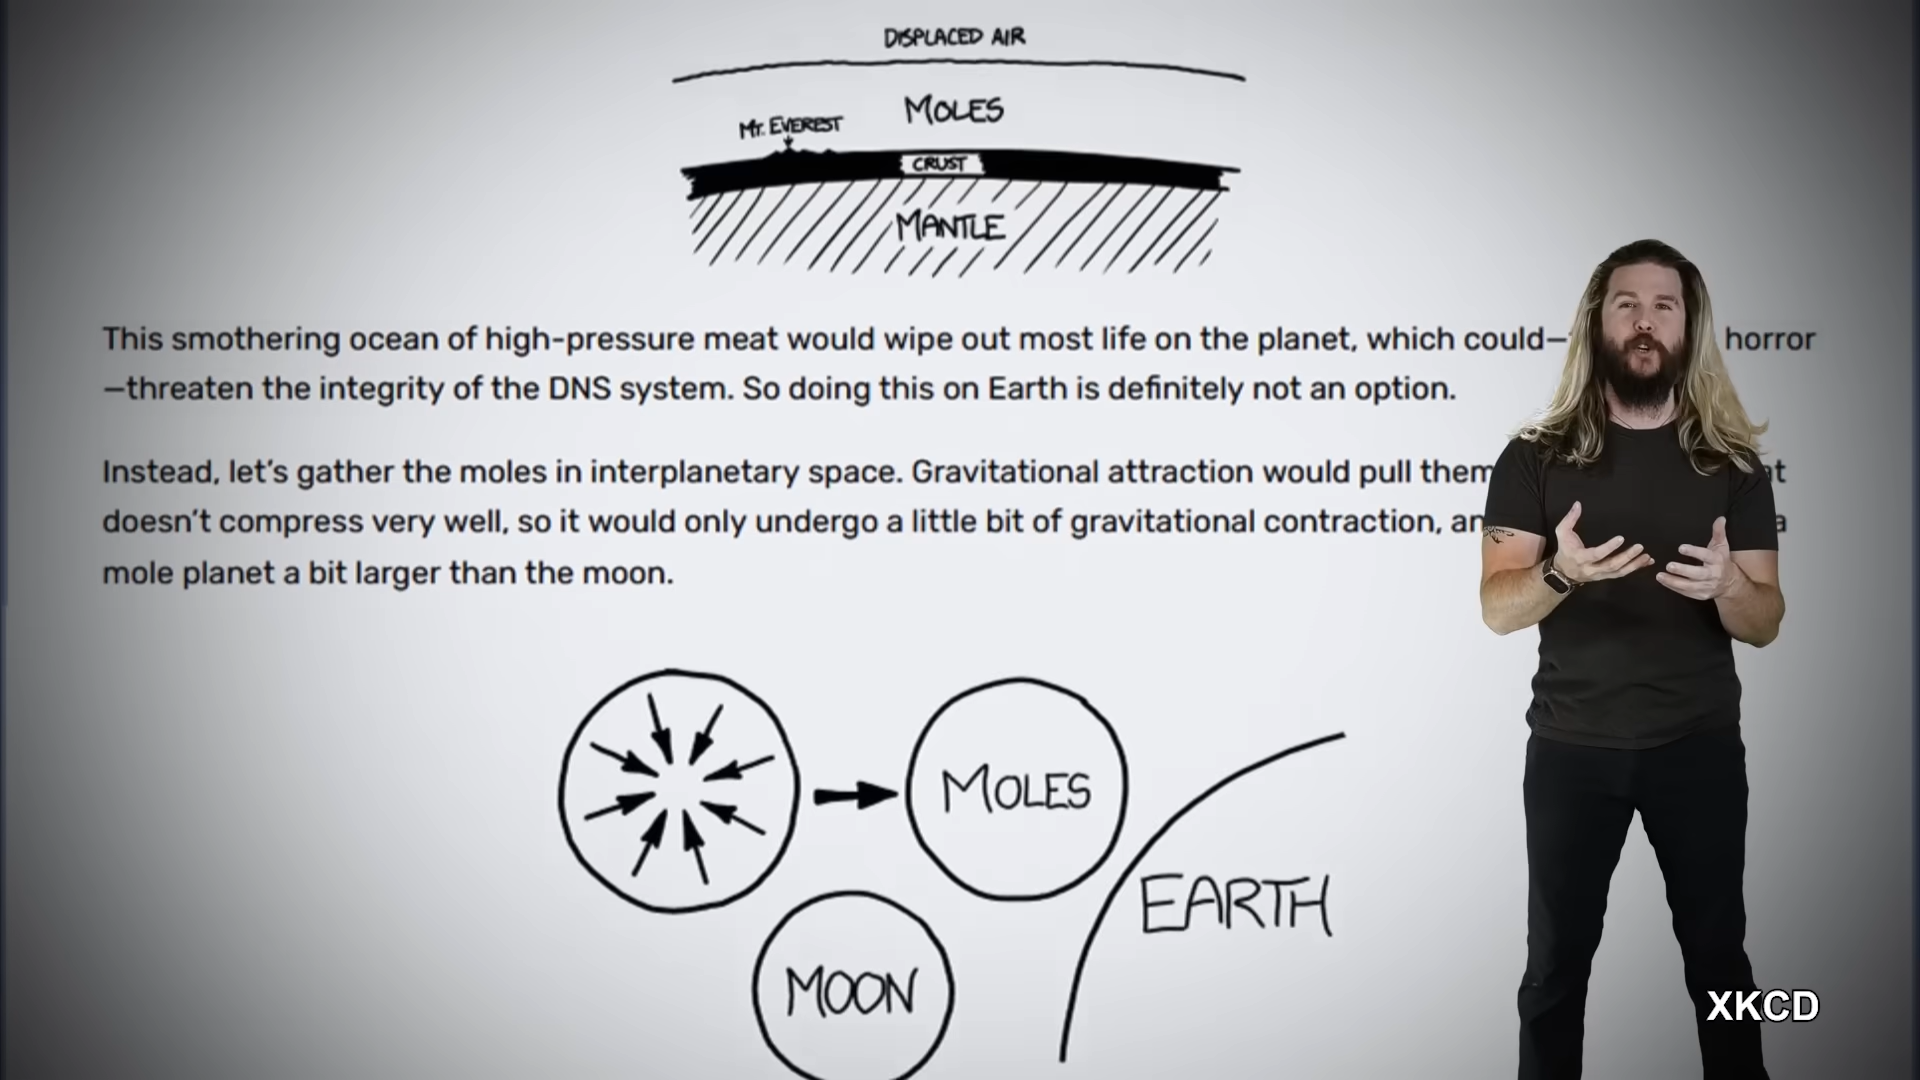 DISPLACED AIR
MOLES
MT. EVEREST
CRUST
MANTLE
This smothering ocean of high-pressure meat would wipe out most life on the planet, which could— horror
—threaten the integrity of the DNS system. So doing this on Earth is definitely not an option.
Instead, let's gather the moles in interplanetary space. Gravitational attraction would pull them
doesn't compress very well, so it would only undergo a little bit of gravitational contraction, a
mole planet a bit larger than the moon.
MOLES
EARTH
MOON
XKCD